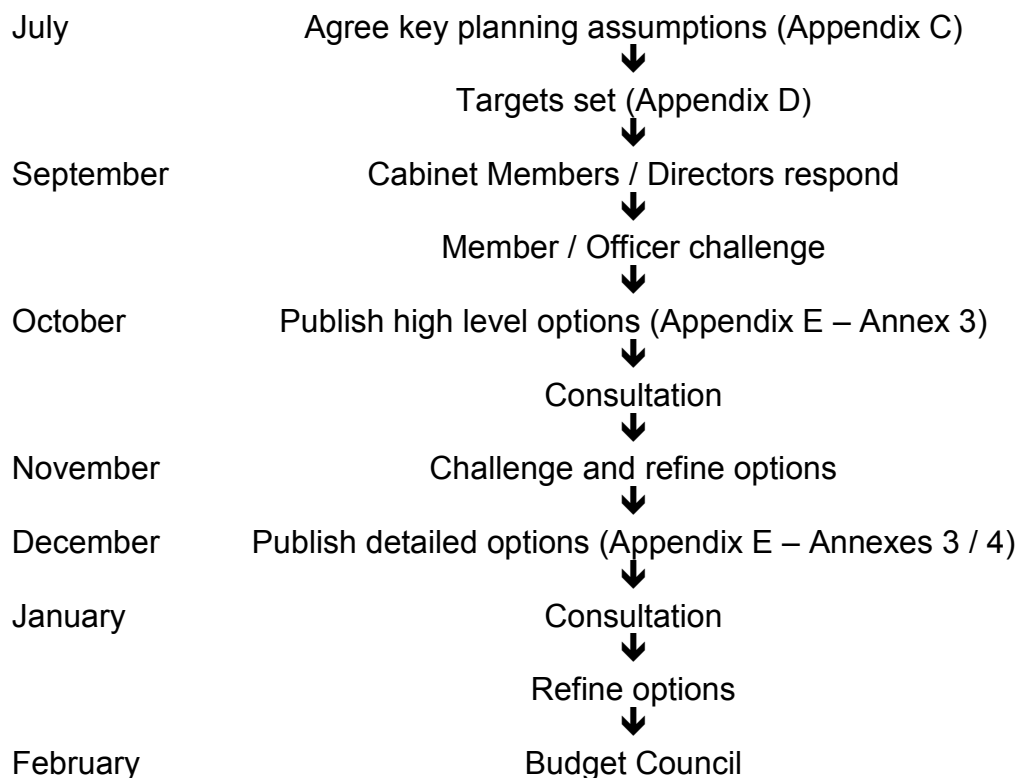 July Agree key planning assumptions (Appendix C)
Targets set (Appendix D)
September Cabinet Members / Directors respond
Member / Officer challenge
October Publish high level options (Appendix E – Annex 3)
Consultation
November Challenge and refine options
December Publish detailed options (Appendix E – Annexes 3 / 4)
January Consultation
Refine options
February Budget Council